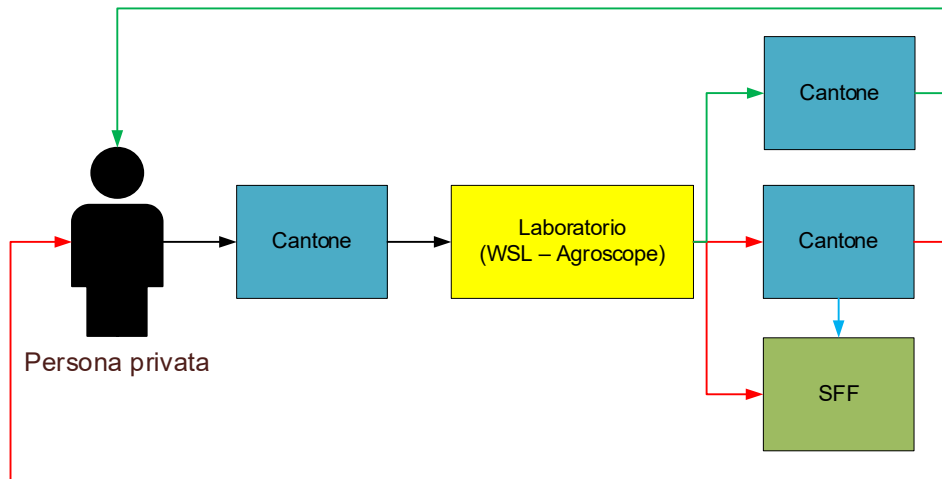 Cantone
Cantone
Laboratorio
(WSL – Agroscope)
Cantone
Persona privata
SFF